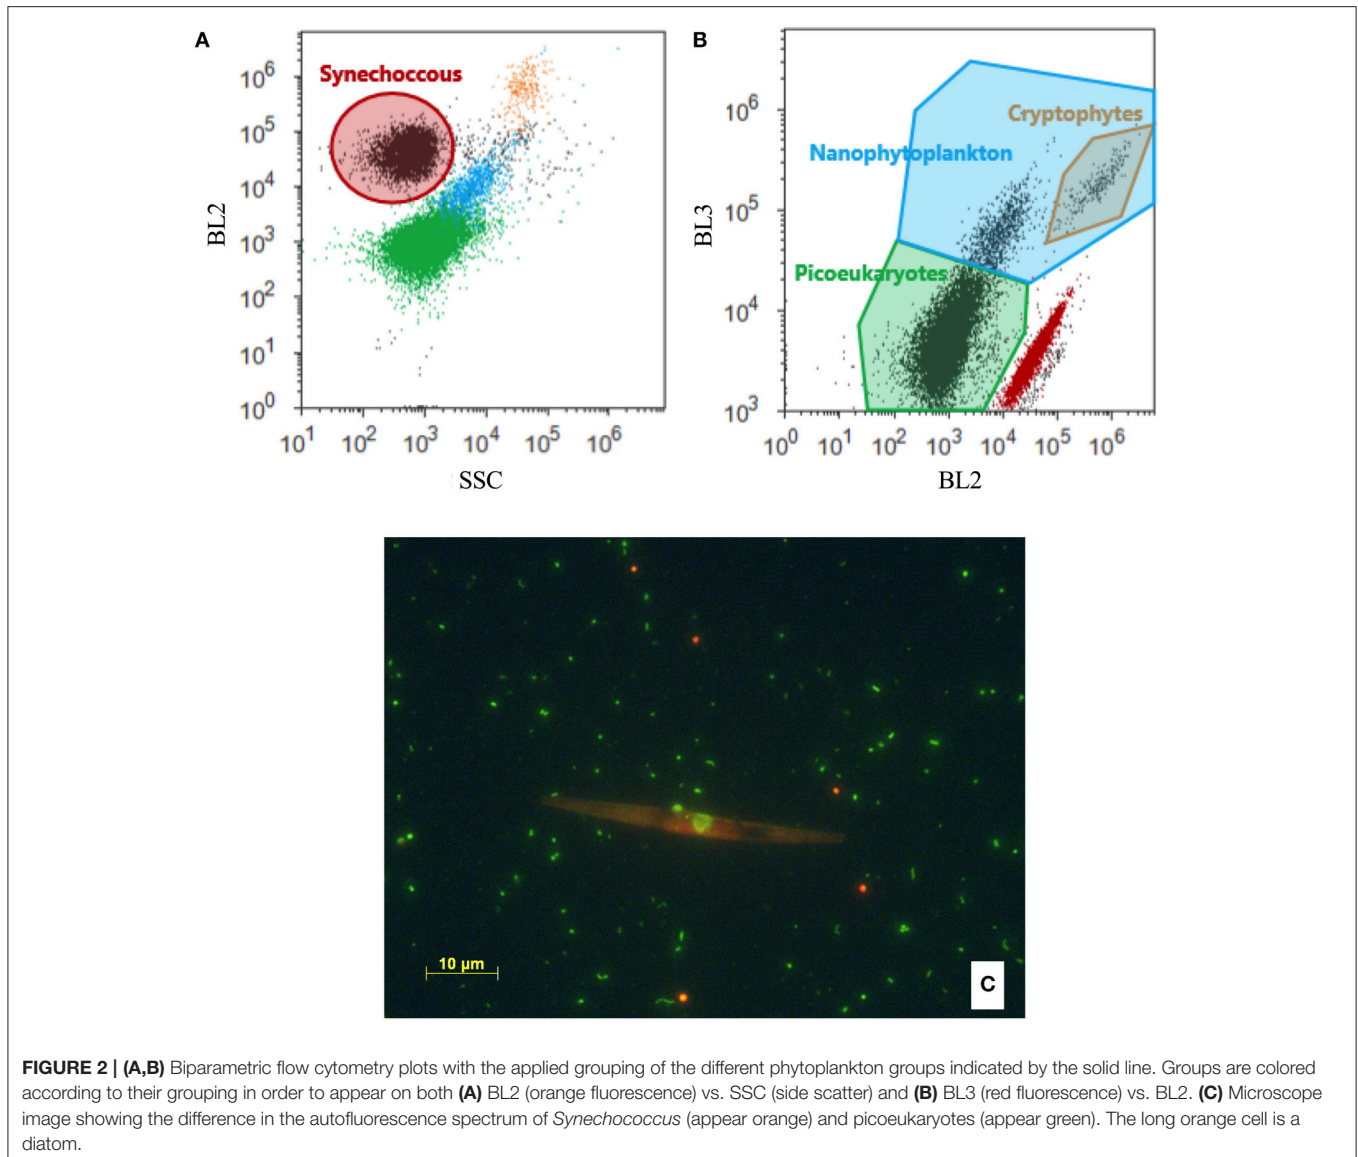 A
Synechoccous
BL2
10^6
10^5
10^4
10^3
10^2
10^1
10^0
10^1 10^2 10^3 10^4 10^5 10^6
SSC
B
Cryptophytes
Nanophytoplankton
Picoeukaryotes
BL3
10^6
10^5
10^4
10^3
10^0 10^1 10^2 10^3 10^4 10^5 10^6
BL2
10 µm
C
FIGURE 2 | (A,B) Biparametric flow cytometry plots with the applied grouping of the different phytoplankton groups indicated by the solid line. Groups are colored
according to their grouping in order to appear on both (A) BL2 (orange fluorescence) vs. SSC (side scatter) and (B) BL3 (red fluorescence) vs. BL2. (C) Microscope
image showing the difference in the autofluorescence spectrum of Synechococcus (appear orange) and picoeukaryotes (appear green). The long orange cell is a
diatom.